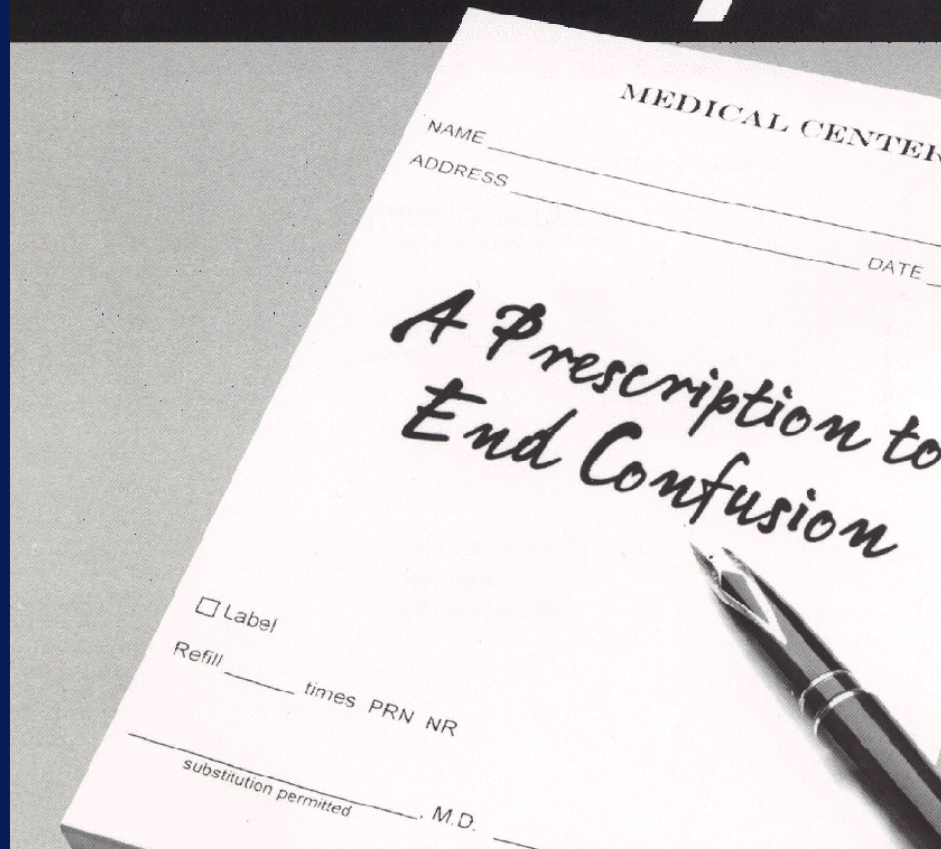 MEDICAL CENTER
NAME
ADDRESS
DATE
A Prescription to
End Confusion
Label
Refill times PRN NR
substitution permitted
, M.D.